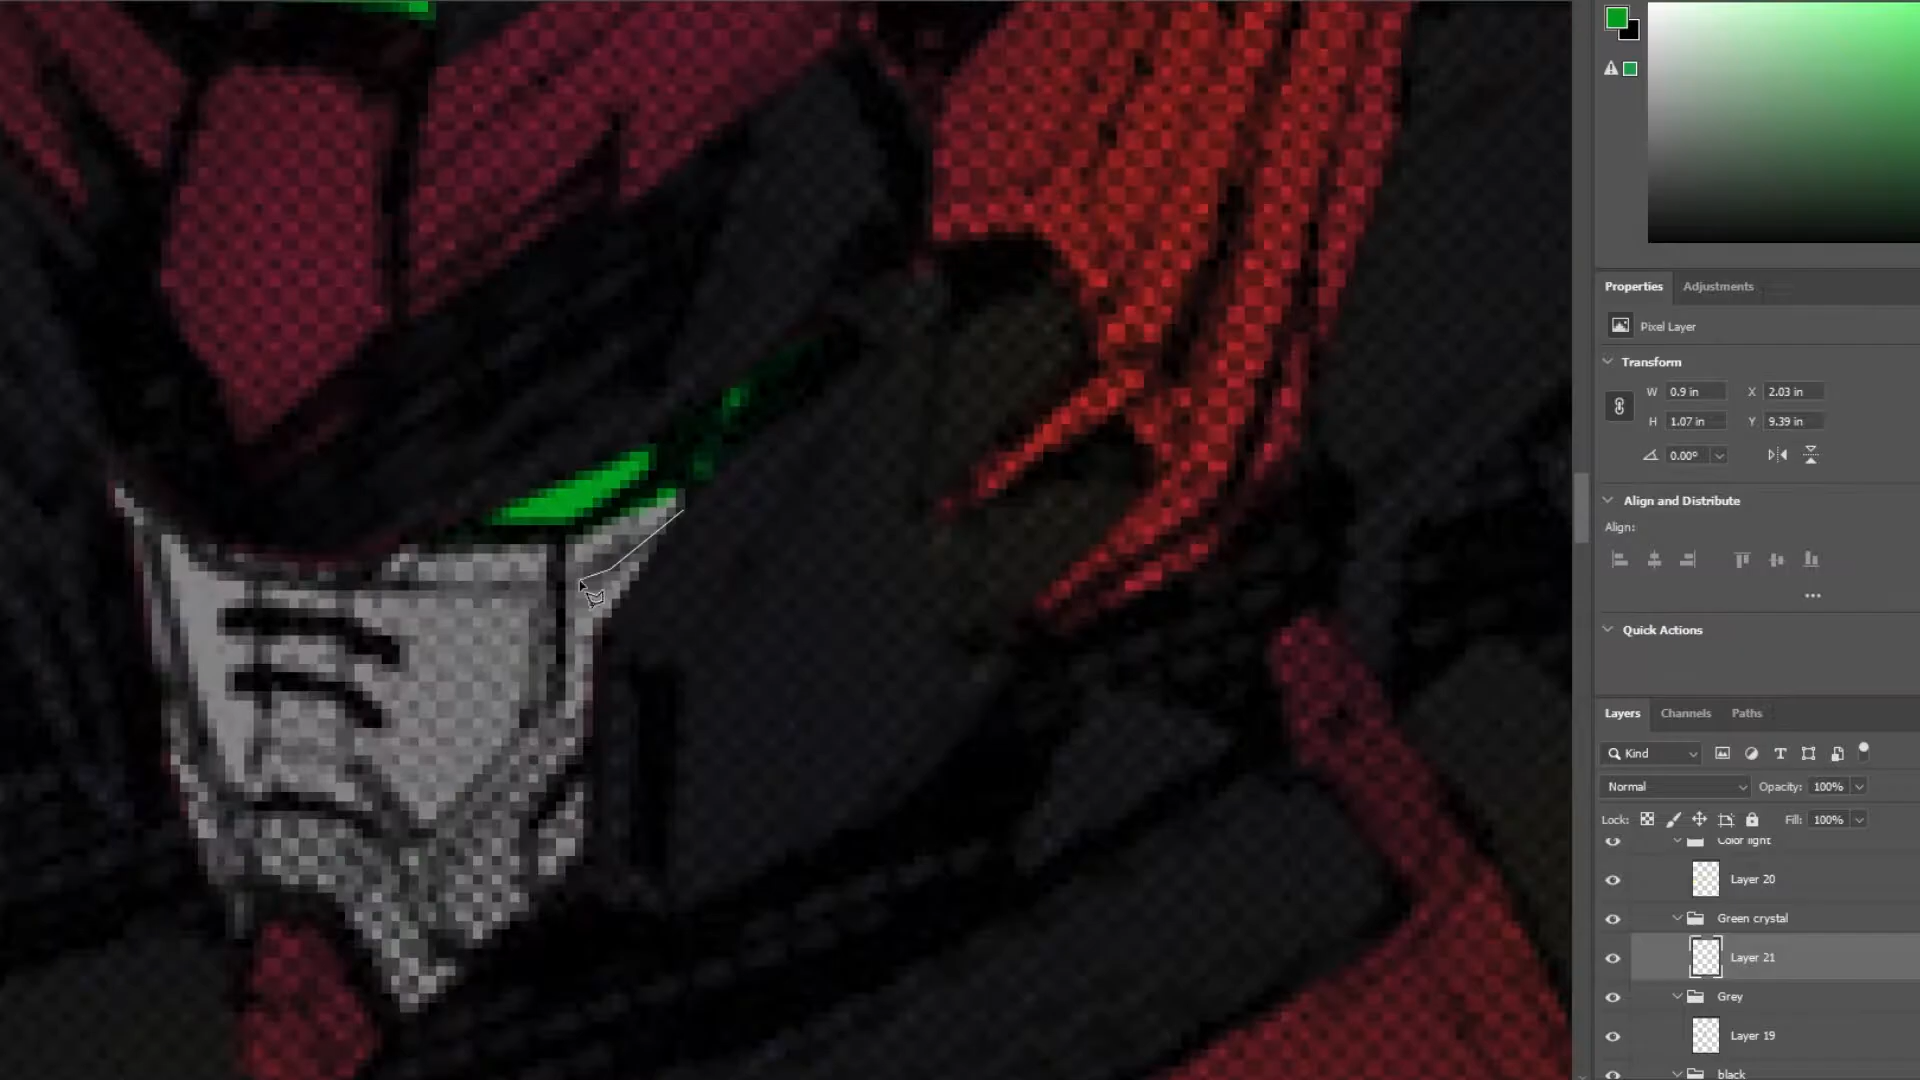 Properties Adjustments
Pixel Layer
Transform
W 0.9 in X 2.03 in
H 1.07 in Y 9.39 in
0.00°
Align and Distribute
Align:
Quick Actions
Layers Channels Paths
Kind
Normal Opacity: 100%
Lock: Fill: 100%
Color light
Layer 20
Green crystal
Layer 21
Grey
Layer 19
black